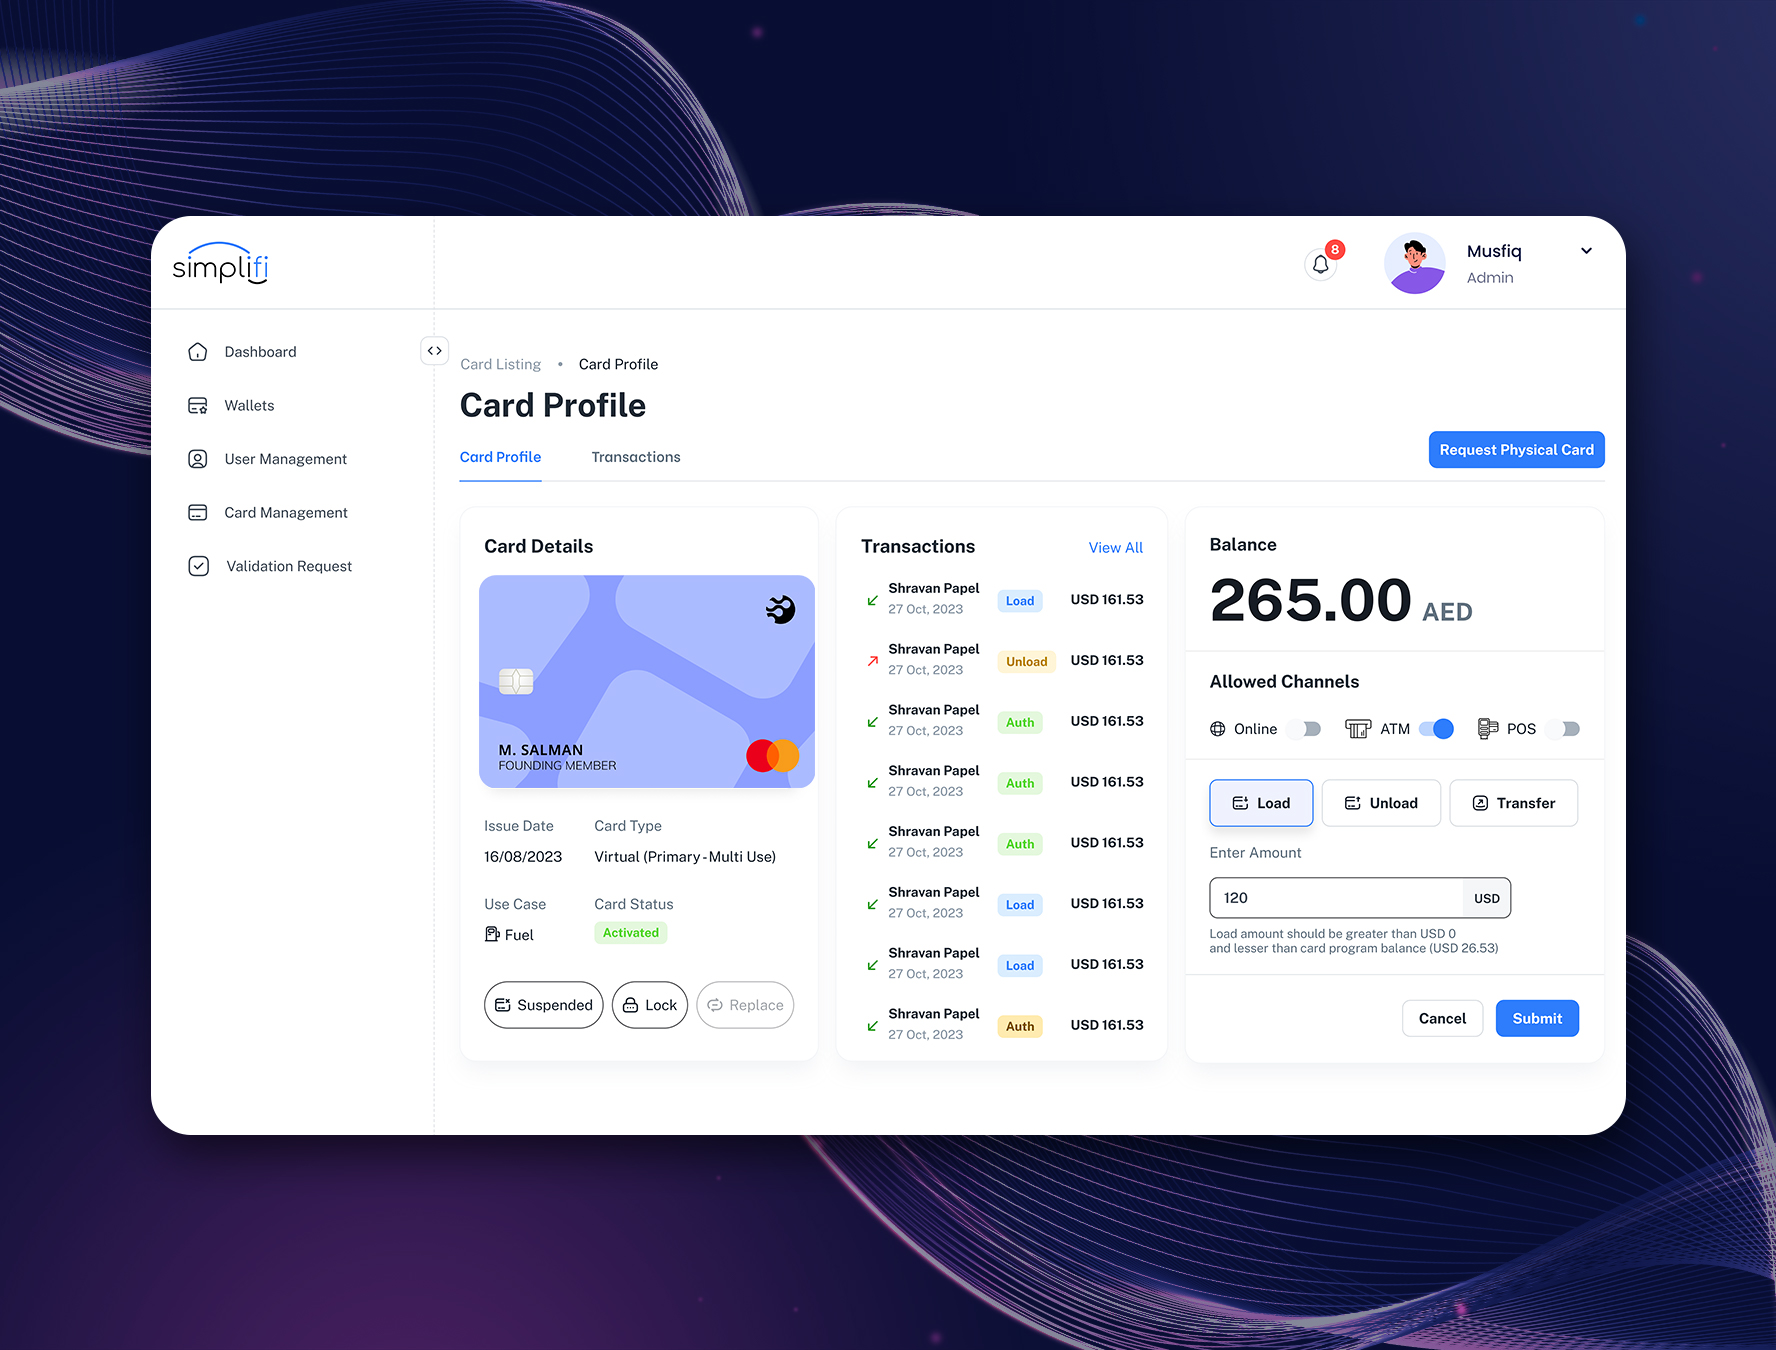 simplifi
8
Musfiq
Admin
Dashboard
Wallets
User Management
Card Management
Validation Request
Card Listing • Card Profile
Card Profile
Card Profile
Transactions
Request Physical Card
Card Details
M. SALMAN
FOUNDING MEMBER
Issue Date
Card Type
16/08/2023
Virtual (Primary-Multi Use)
Use Case
Card Status
Fuel
Activated
Suspended
Lock
Replace
Transactions
View All
Shravan Papel
27 Oct, 2023
Load
USD 161.53
Shravan Papel
27 Oct, 2023
Unload
USD 161.53
Shravan Papel
27 Oct, 2023
Auth
USD 161.53
Shravan Papel
27 Oct, 2023
Auth
USD 161.53
Shravan Papel
27 Oct, 2023
Auth
USD 161.53
Shravan Papel
27 Oct, 2023
Load
USD 161.53
Shravan Papel
27 Oct, 2023
Load
USD 161.53
Shravan Papel
27 Oct, 2023
Auth
USD 161.53
Balance
265.00 AED
Allowed Channels
Online
ATM
POS
Load
Unload
Transfer
Enter Amount
120
USD
Load amount should be greater than USD 0
and lesser than card program balance (USD 26.53)
Cancel
Submit